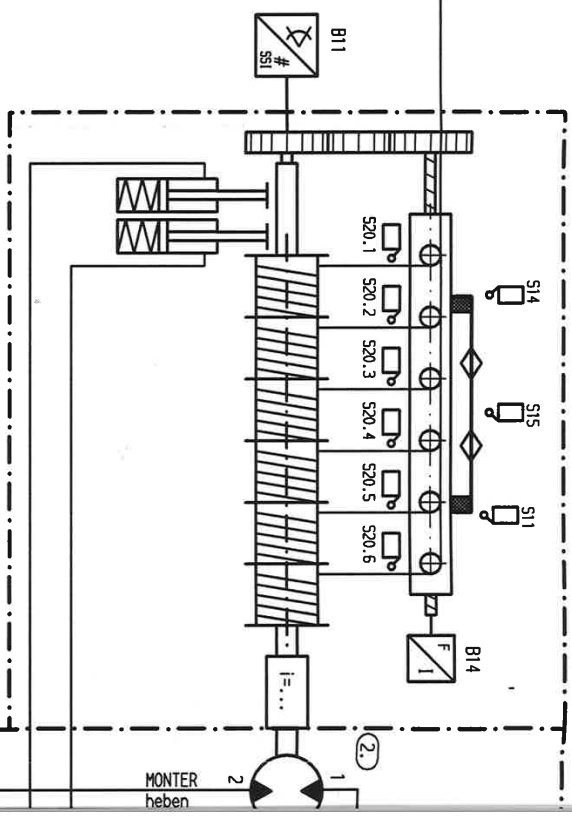 B11
#
SSI
S20.1
S20.2
S20.3
S20.4
S20.5
S20.6
S14
S15
S11
F
I
B14
i=...
2.
MONTER
heben
2
1